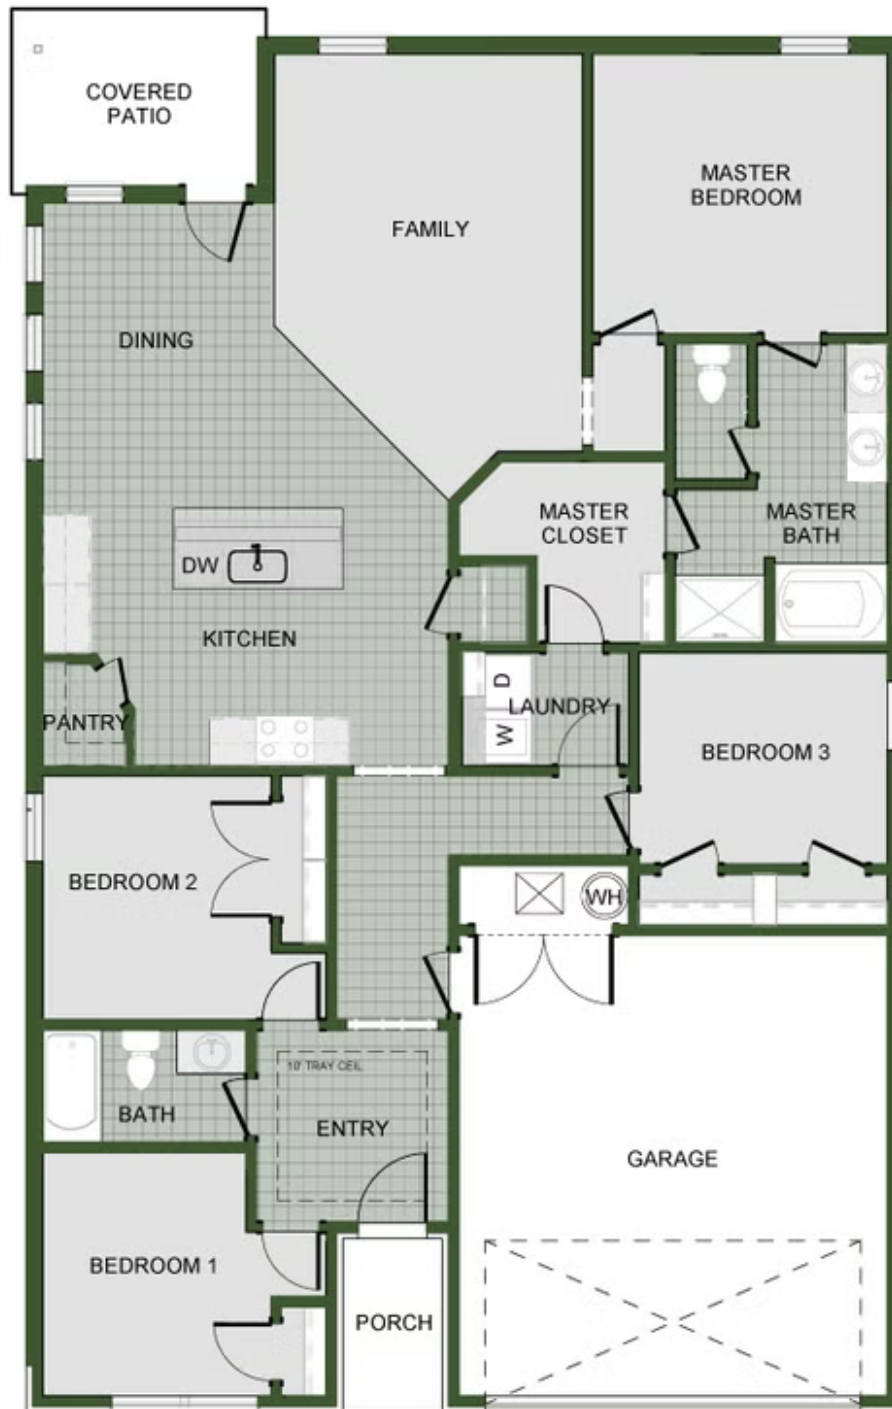 COVERED
PATIO
MASTER
BEDROOM
FAMILY
DINING
MASTER
CLOSET
MASTER
BATH
DW
KITCHEN
D
LAUNDRY
W
PANTRY
BEDROOM 3
BEDROOM 2
WH
10' TRAY CEIL
BATH
ENTRY
GARAGE
BEDROOM 1
PORCH